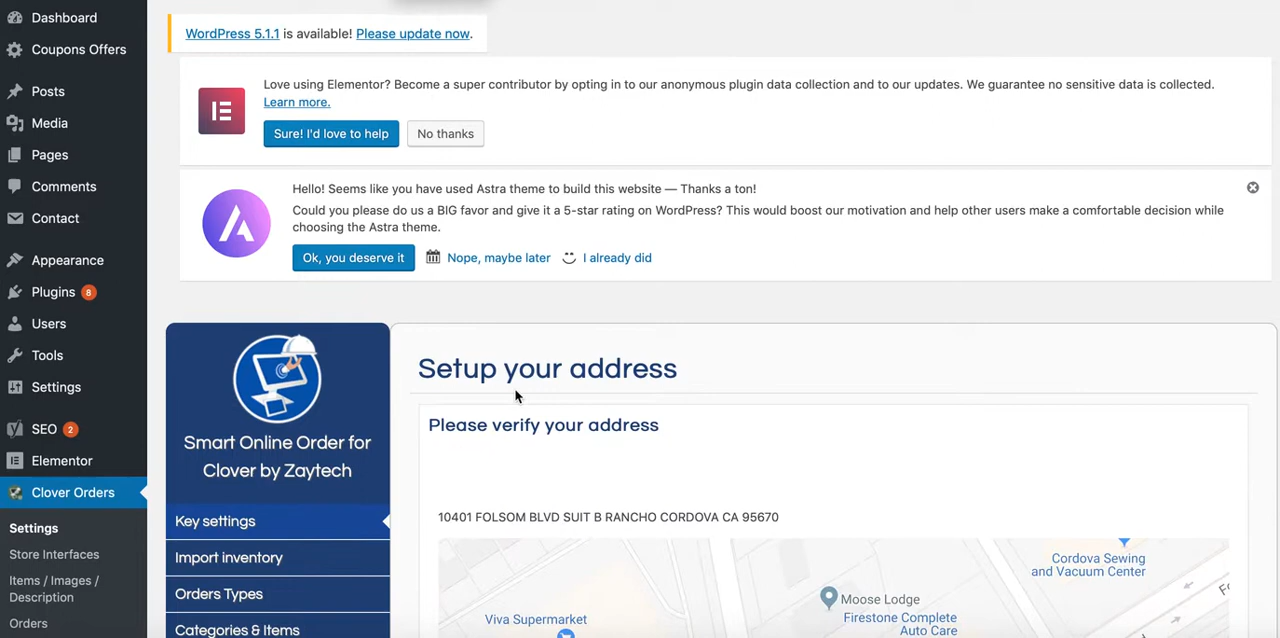 Dashboard
Coupons Offers
Posts
Media
Pages
Comments
Contact
Appearance
Plugins 8
Users
Tools
Settings
SEO 2
Elementor
Clover Orders
Settings
Store Interfaces
Items / Images /
Description
Orders
WordPress 5.1.1 is available! Please update now.
Love using Elementor? Become a super contributor by opting in to our anonymous plugin data collection and to our updates. We guarantee no sensitive data is collected.
Learn more.
Sure! I'd love to help No thanks
Hello! Seems like you have used Astra theme to build this website — Thanks a ton!
Could you please do us a BIG favor and give it a 5-star rating on WordPress? This would boost our motivation and help other users make a comfortable decision while
choosing the Astra theme.
Ok, you deserve it Nope, maybe later I already did
Smart Online Order for
Clover by Zaytech
Key settings
Import inventory
Orders Types
Categories & Items
Setup your address
Please verify your address
10401 FOLSOM BLVD SUIT B RANCHO CORDOVA CA 95670
Cordova Sewing
and Vacuum Center
Moose Lodge
Firestone Complete
Auto Care
Viva Supermarket